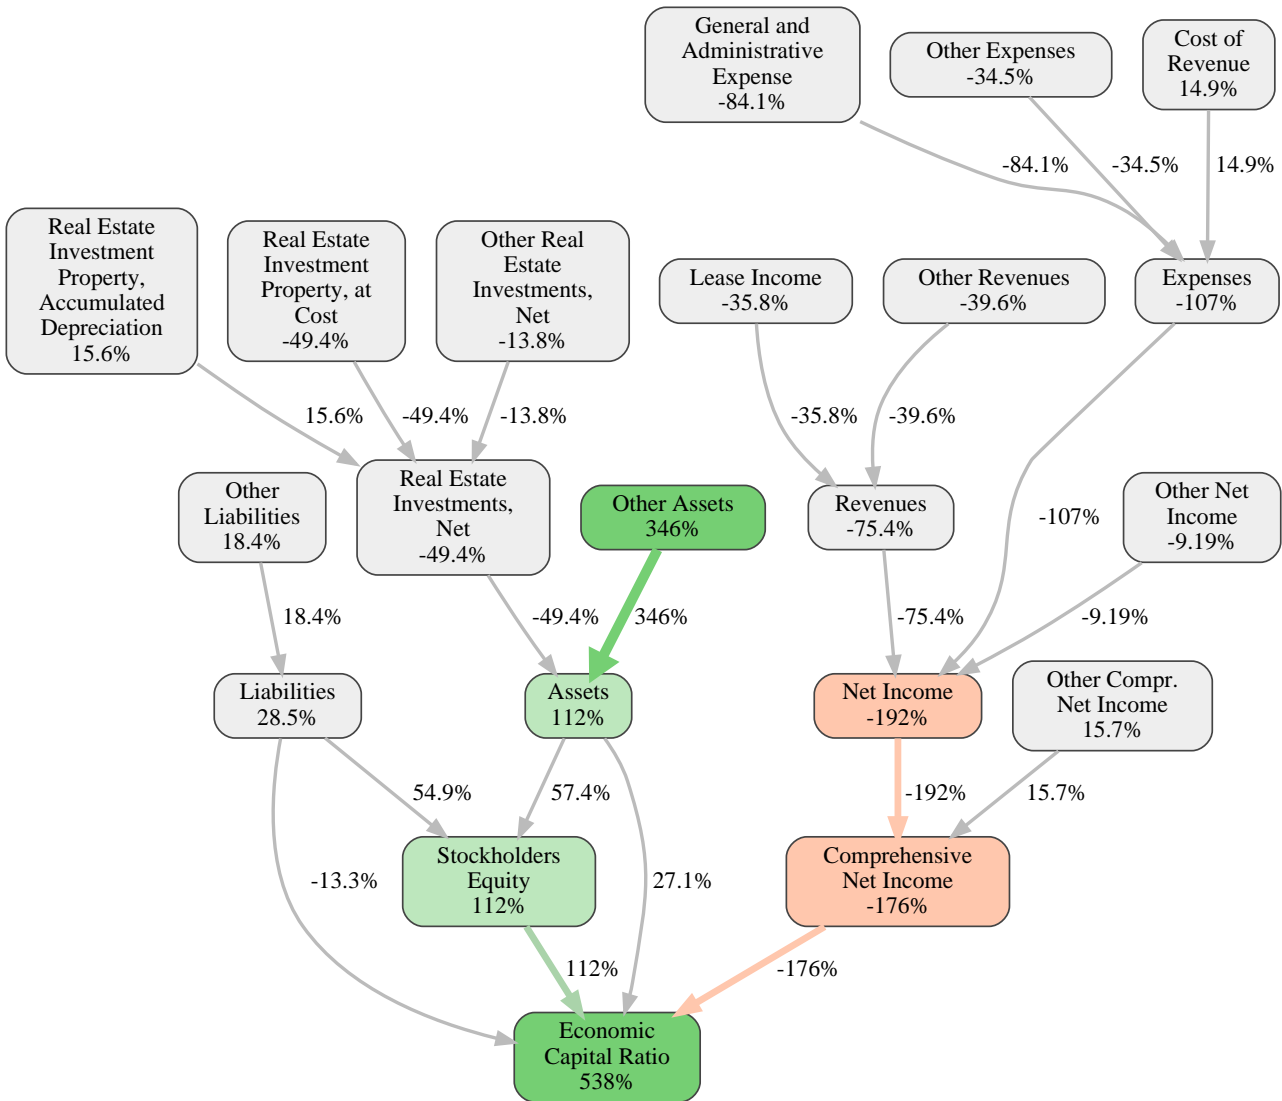 General and
Administrative
Expense
-84.1%
Other Expenses
-34.5%
Cost of
Revenue
14.9%
-84.1%
-34.5%
14.9%
Real Estate
Investment
Property,
Accumulated
Depreciation
15.6%
Real Estate
Investment
Property, at
Cost
-49.4%
Other Real
Estate
Investments,
Net
-13.8%
Lease Income
-35.8%
Other Revenues
-39.6%
Expenses
-107%
15.6%
-49.4%
-13.8%
-35.8%
-39.6%
Other
Liabilities
18.4%
Real Estate
Investments,
Net
-49.4%
Other Assets
346%
Revenues
-75.4%
-107%
Other Net
Income
-9.19%
18.4%
-49.4%
346%
-75.4%
-9.19%
Liabilities
28.5%
Assets
112%
Net Income
-192%
Other Compr.
Net Income
15.7%
54.9%
57.4%
-192%
15.7%
-13.3%
Stockholders
Equity
112%
27.1%
Comprehensive
Net Income
-176%
112%
-176%
Economic
Capital Ratio
538%